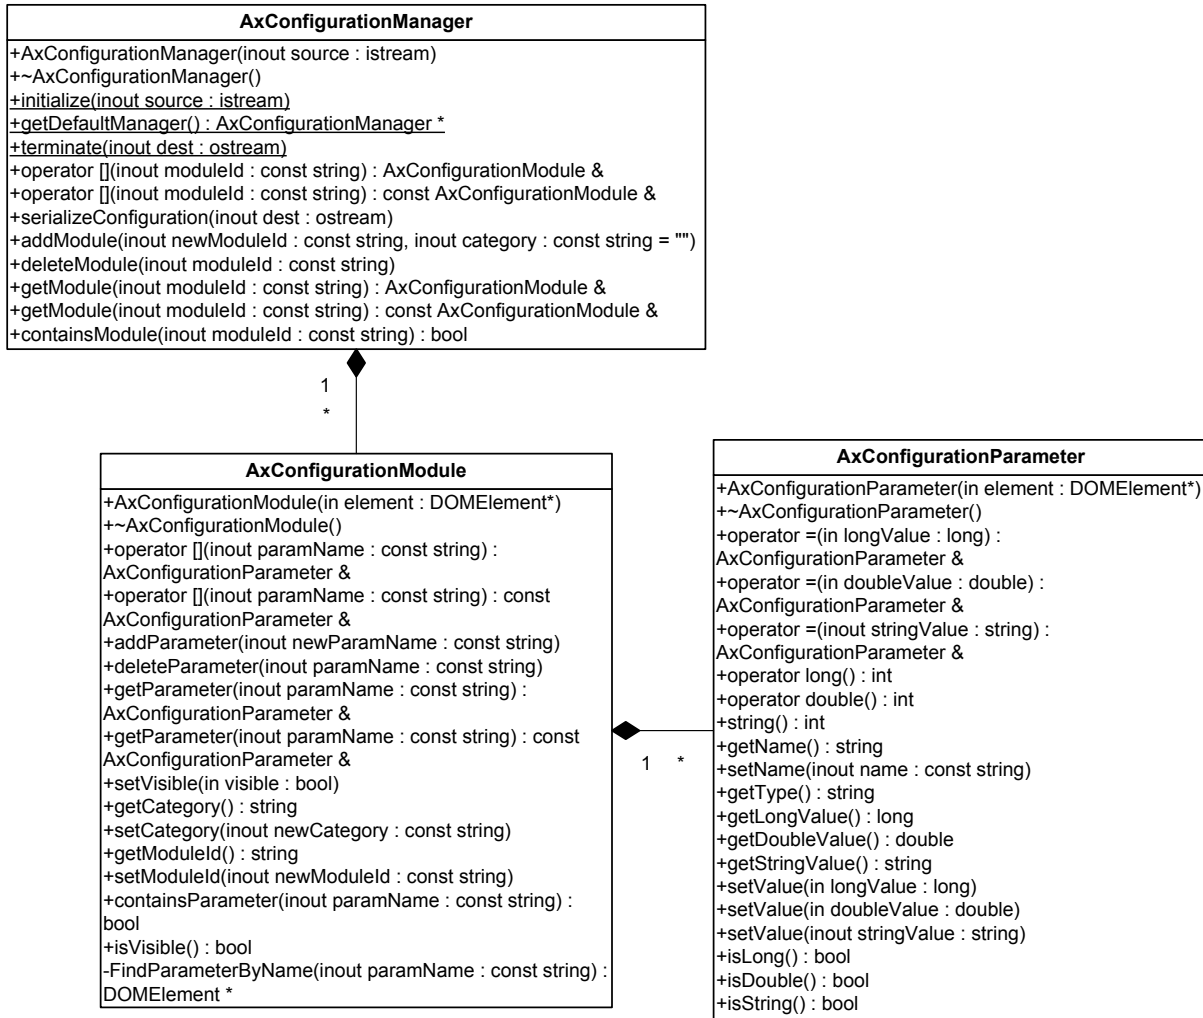 AxConfigurationManager
+AxConfigurationManager(inout source : istream)
+~AxConfigurationManager()
+initialize(inout source : istream)
+getDefaultManager() : AxConfigurationManager *
+terminate(inout dest : ostream)
+operator [](inout moduleId : const string) : AxConfigurationModule &
+operator [](inout moduleId : const string) : const AxConfigurationModule &
+serializeConfiguration(inout dest : ostream)
+addModule(inout newModuleId : const string, inout category : const string = "")
+deleteModule(inout moduleId : const string)
+getModule(inout moduleId : const string) : AxConfigurationModule &
+getModule(inout moduleId : const string) : const AxConfigurationModule &
+containsModule(inout moduleId : const string) : bool
1
*
AxConfigurationModule
+AxConfigurationModule(in element : DOMElement*)
+~AxConfigurationModule()
+operator [](inout paramName : const string) :
AxConfigurationParameter &
+operator [](inout paramName : const string) : const
AxConfigurationParameter &
+addParameter(inout newParamName : const string)
+deleteParameter(inout paramName : const string)
+getParameter(inout paramName : const string) :
AxConfigurationParameter &
+getParameter(inout paramName : const string) : const
AxConfigurationParameter &
+setVisible(in visible : bool)
+getCategory() : string
+setCategory(inout newCategory : const string)
+getModuleId() : string
+setModuleId(inout newModuleId : const string)
+containsParameter(inout paramName : const string) :
bool
+isVisible() : bool
-FindParameterByName(inout paramName : const string) :
DOMElement *
1 *
AxConfigurationParameter
+AxConfigurationParameter(in element : DOMElement*)
+~AxConfigurationParameter()
+operator =(in longValue : long) :
AxConfigurationParameter &
+operator =(in doubleValue : double) :
AxConfigurationParameter &
+operator =(inout stringValue : string) :
AxConfigurationParameter &
+operator long() : int
+operator double() : int
+string() : int
+getName() : string
+setName(inout name : const string)
+getType() : string
+getLongValue() : long
+getDoubleValue() : double
+getStringValue() : string
+setValue(in longValue : long)
+setValue(in doubleValue : double)
+setValue(inout stringValue : string)
+isLong() : bool
+isDouble() : bool
+isString() : bool